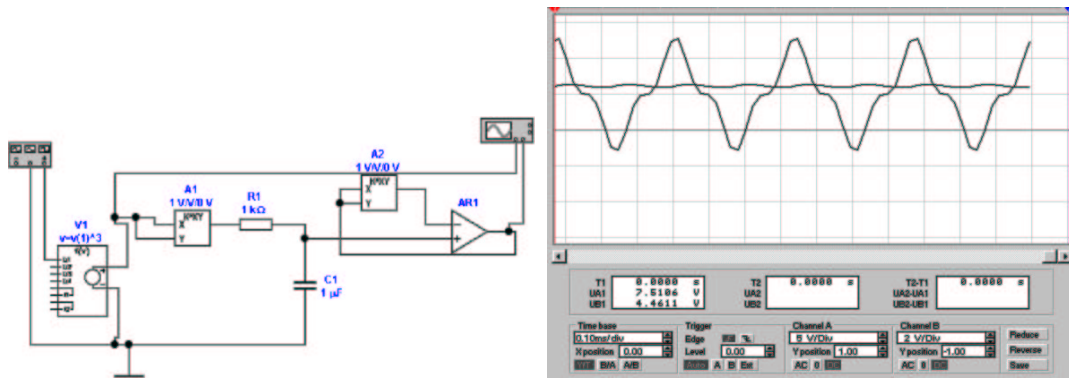 A2
1 V/V/0 V
K*XY
X
Y
AR1
A1
1 V/V/0 V
K*XY
X
Y
R1
1 kΩ
V1
v=v(1)^3
C1
1 µF
T1
UA1
UB1
0.0000 s
7.5106 V
4.4611 V
T2
UA2
UB2
0.0000 s
T2-T1
UA2-UA1
UB2-UB1
Time base
0.10ms/div
X position 0.00
B/A A/B
Trigger
Edge
Level 0.00
A B Ext
Channel A
5 V/Div
Y position 1.00
AC 0 DC
Channel B
2 V/Div
Y position -1.00
AC 0 DC
Reduce
Reverse
Save